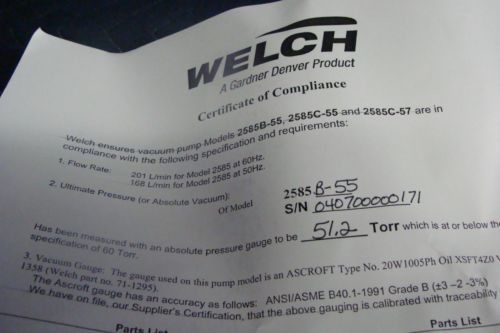 WELCH
A Gardner Denver Product
Certificate of Compliance
Welch ensures vacuum pump Models 2585B-55, 2585C-55 and 2585C-57 are in
compliance with the following specification and requirements:
1. Flow Rate: 201 L/min for Model 2585 at 60Hz.
168 L/min for Model 2585 at 50Hz.
2. Ultimate Pressure (or Absolute Vacuum):
Of Model 2585 B-55
S/N 040700000171
Has been measured with an absolute pressure gauge to be 51.2 Torr which is at or below the
specification of 60 Torr.
3. Vacuum Gauge: The gauge used on this pump model is an ASCROFT Type No. 20W1005Ph Oil XSFT4Z0
1358 (Welch part no. 71-1295).
The Ascroft gauge has an accuracy as follows: ANSI/ASME B40.1-1991 Grade B (±3 -2 -3%)
We have on file, our Supplier's Certification, that the above gauging is calibrated with traceability
Parts List
Parts List